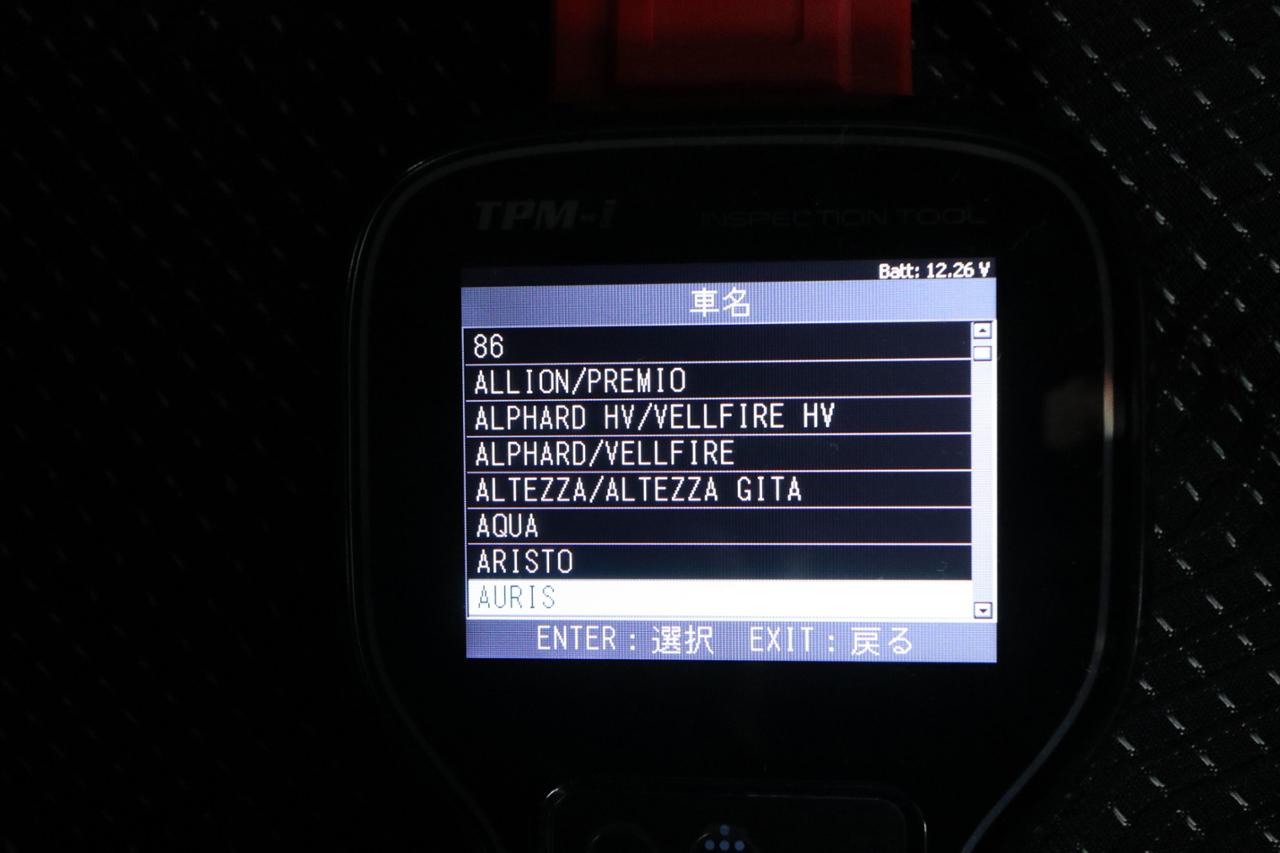 TPM-i INSPECTION TOOL
Batt: 12.26 V
車名
86
ALLION/PREMIO
ALPHARD HV/VELLFIRE HV
ALPHARD/VELLFIRE
ALTEZZA/ALTEZZA GITA
AQUA
ARISTO
AURIS
ENTER：選択 EXIT：戻る